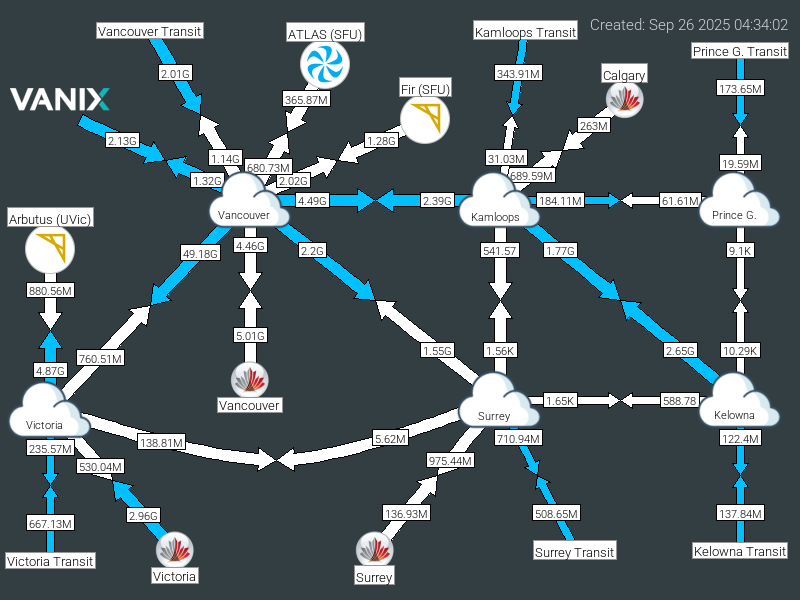 Created: Sep 26 2025 04:34:02
Vancouver Transit
ATLAS (SFU)
Kamloops Transit
Prince G. Transit
2.01G
343.91M
Calgary
Fir (SFU)
173.65M
VANIX
365.87M
263M
2.13G
1.28G
1.14G
31.03M
19.59M
680.73M
689.59M
1.32G
2.02G
4.49G
2.39G
184.11M
61.61M
Arbutus (UVic)
Vancouver
Kamloops
Prince G.
49.18G
4.46G
2.2G
541.57
1.77G
9.1K
880.56M
5.01G
760.51M
1.55G
1.56K
2.65G
10.29K
4.87G
Vancouver
1.65K
588.78
Victoria
Surrey
Kelowna
138.81M
5.62M
235.57M
710.94M
122.4M
530.04M
975.44M
667.13M
2.96G
136.93M
508.65M
137.84M
Victoria Transit
Victoria
Surrey
Surrey Transit
Kelowna Transit